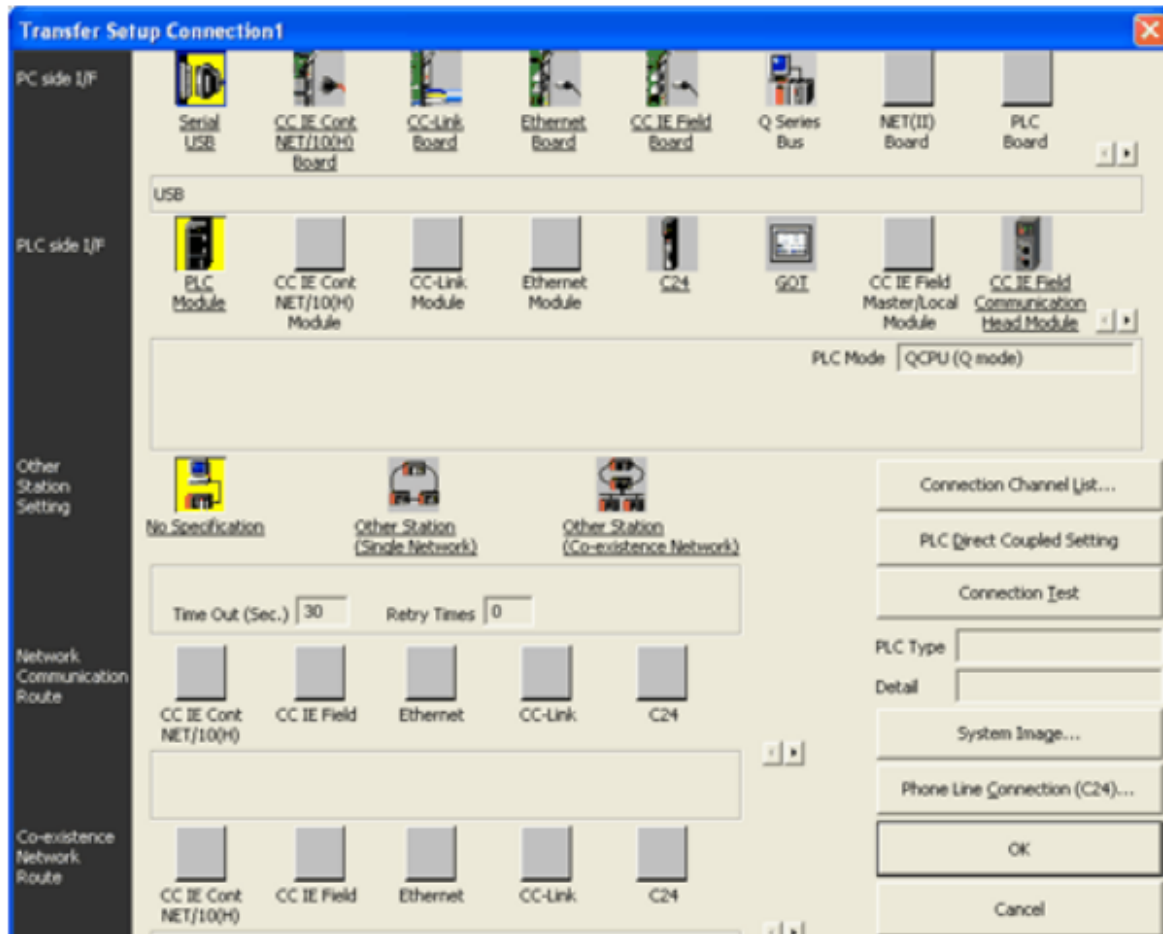 Transfer Setup Connection1
PC side I/F
Serial
USB
CC IE Cont
NET/10(H)
Board
CC-Link
Board
Ethernet
Board
CC IE Field
Board
Q Series
Bus
NET(II)
Board
PLC
Board
USB
PLC side I/F
PLC
Module
CC IE Cont
NET/10(H)
Module
CC-Link
Module
Ethernet
Module
C24
GOT
CC IE Field
Master/Local
Module
CC IE Field
Communication
Head Module
PLC Mode QCPU (Q mode)
Other
Station
Setting
No Specification
Other Station
(Single Network)
Other Station
(Co-existence Network)
Time Out (Sec.) 30 Retry Times 0
Connection Channel List...
PLC Direct Coupled Setting
Connection Test
PLC Type
Detail
System Image...
Phone Line Connection (C24)...
OK
Cancel
Network
Communication
Route
CC IE Cont
NET/10(H)
CC IE Field
Ethernet
CC-Link
C24
Co-existence
Network
Route
CC IE Cont
NET/10(H)
CC IE Field
Ethernet
CC-Link
C24